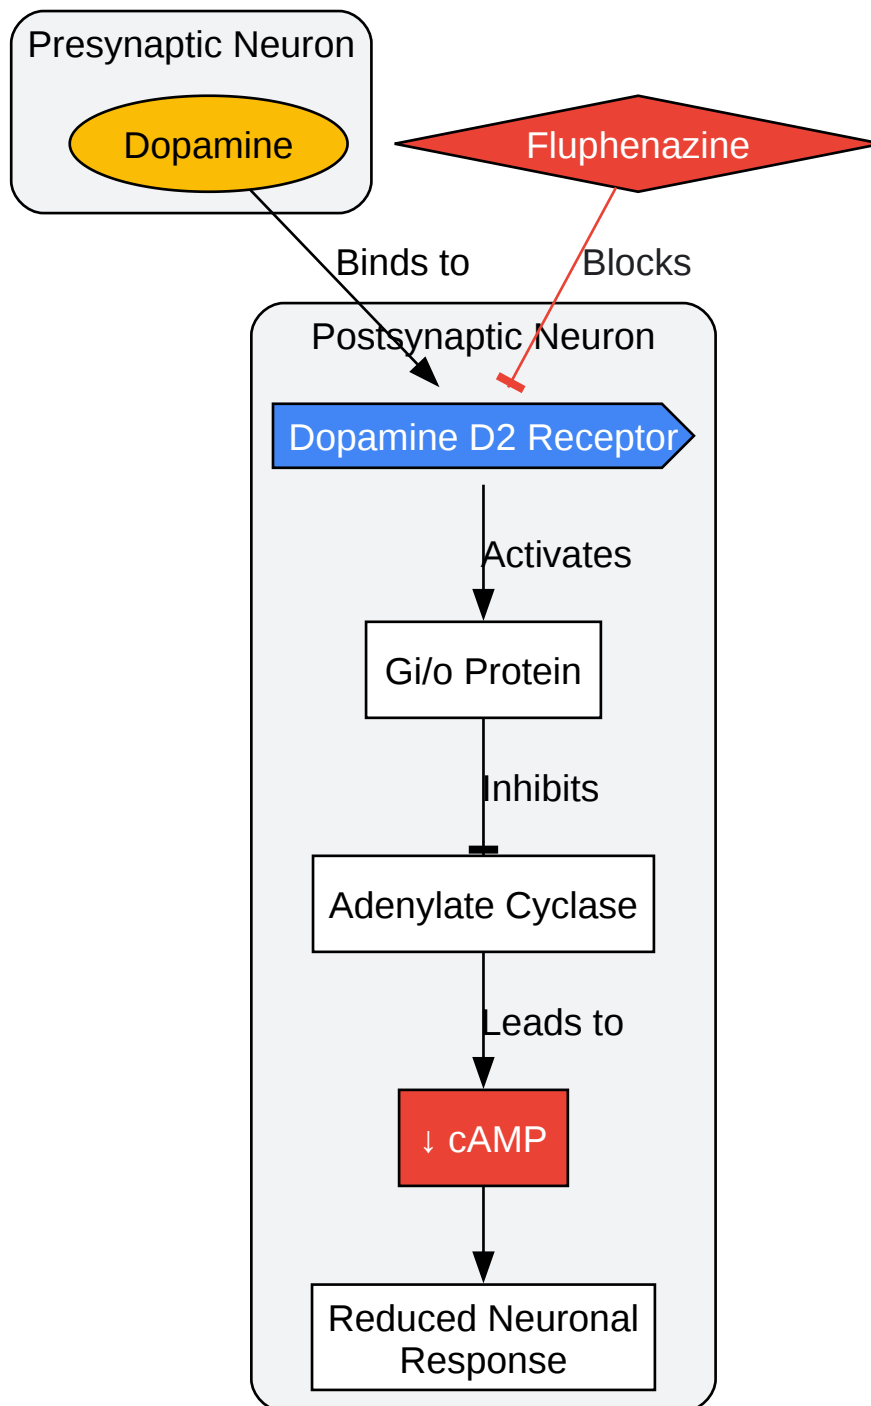 Presynaptic Neuron
Dopamine
Fluphenazine
Binds to
Blocks
Postsynaptic Neuron
Dopamine D2 Receptor
Activates
Gi/o Protein
Inhibits
Adenylate Cyclase
Leads to
↓ cAMP
Reduced Neuronal
Response